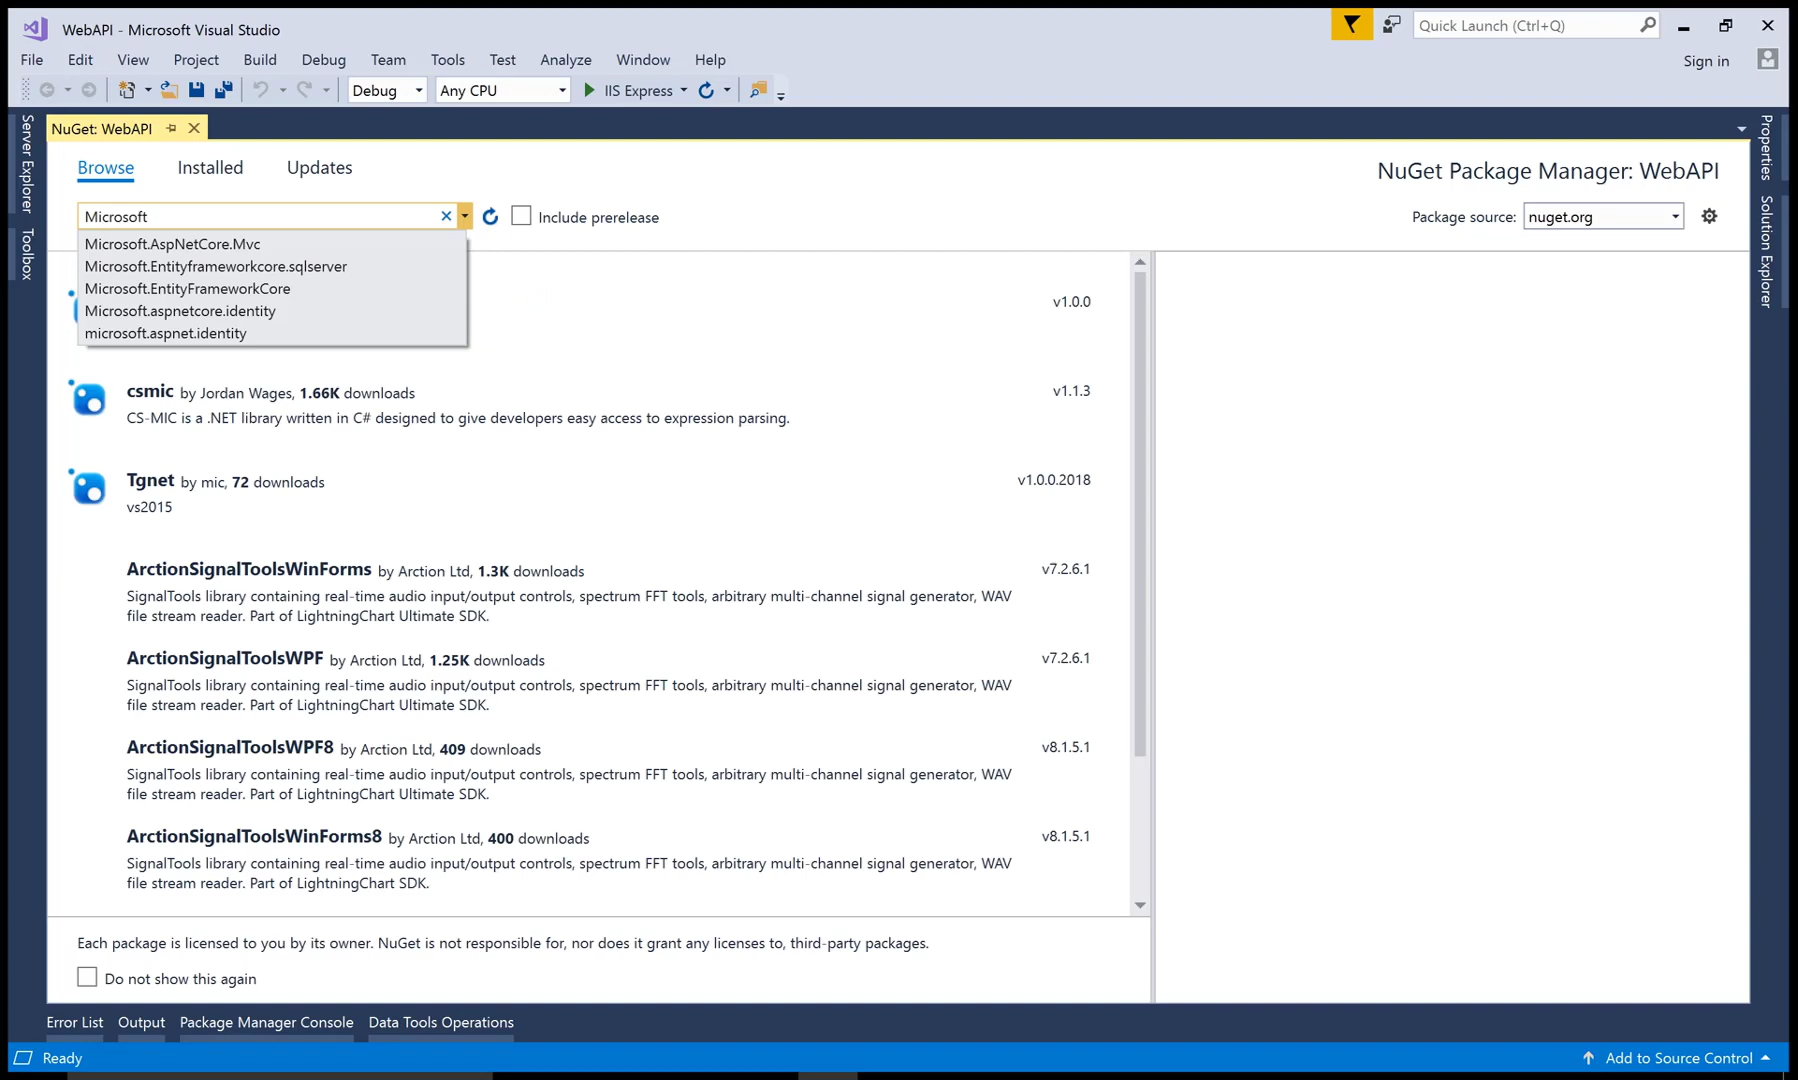 WebAPI - Microsoft Visual Studio
Quick Launch (Ctrl+Q)
File Edit View Project Build Debug Team Tools Test Analyze Window Help
Sign in
Debug Any CPU IIS Express
Server Explorer
Toolbox
NuGet: WebAPI
Properties
Solution Explorer
Browse Installed Updates
NuGet Package Manager: WebAPI
Microsoft
Include prerelease
Package source: nuget.org
Microsoft.AspNetCore.Mvc
Microsoft.Entityframeworkcore.sqlserver
Microsoft.EntityFrameworkCore
Microsoft.aspnetcore.identity
microsoft.aspnet.identity
v1.0.0
csmic by Jordan Wages, 1.66K downloads v1.1.3
CS-MIC is a .NET library written in C# designed to give developers easy access to expression parsing.
Tgnet by mic, 72 downloads v1.0.0.2018
vs2015
ArctionSignalToolsWinForms by Arction Ltd, 1.3K downloads v7.2.6.1
SignalTools library containing real-time audio input/output controls, spectrum FFT tools, arbitrary multi-channel signal generator, WAV
file stream reader. Part of LightningChart Ultimate SDK.
ArctionSignalToolsWPF by Arction Ltd, 1.25K downloads v7.2.6.1
SignalTools library containing real-time audio input/output controls, spectrum FFT tools, arbitrary multi-channel signal generator, WAV
file stream reader. Part of LightningChart Ultimate SDK.
ArctionSignalToolsWPF8 by Arction Ltd, 409 downloads v8.1.5.1
SignalTools library containing real-time audio input/output controls, spectrum FFT tools, arbitrary multi-channel signal generator, WAV
file stream reader. Part of LightningChart Ultimate SDK.
ArctionSignalToolsWinForms8 by Arction Ltd, 400 downloads v8.1.5.1
SignalTools library containing real-time audio input/output controls, spectrum FFT tools, arbitrary multi-channel signal generator, WAV
file stream reader. Part of LightningChart SDK.
Each package is licensed to you by its owner. NuGet is not responsible for, nor does it grant any licenses to, third-party packages.
Do not show this again
Error List Output Package Manager Console Data Tools Operations
Ready
Add to Source Control